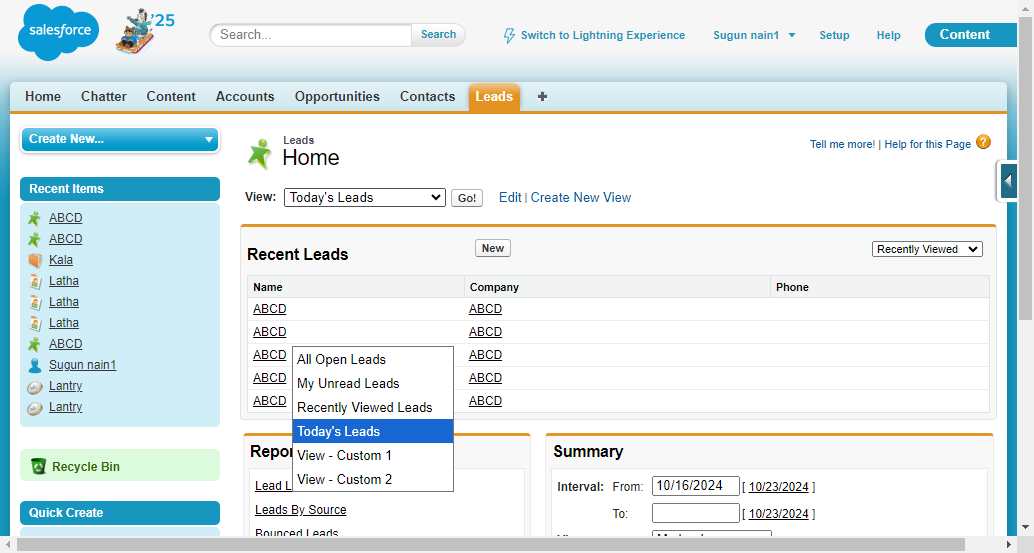 salesforce
'25
Search...
Search
Switch to Lightning Experience
Sugun nain1
Setup
Help
Content
Home
Chatter
Content
Accounts
Opportunities
Contacts
Leads
+
Create New...
Recent Items
ABCD
ABCD
Kala
Latha
Latha
Latha
ABCD
Sugun nain1
Lantry
Lantry
Recycle Bin
Quick Create
Leads
Home
Tell me more! | Help for this Page
?
View:
Today's Leads
Go!
Edit | Create New View
Recent Leads
New
Recently Viewed
Name Company Phone
ABCD ABCD
ABCD ABCD
ABCD ABCD
ABCD ABCD
ABCD ABCD
All Open Leads
My Unread Leads
Recently Viewed Leads
Today's Leads
View - Custom 1
View - Custom 2
Lead L
Leads By Source
Bounced Leads
Summary
Interval: From: 10/16/2024 [ 10/23/2024 ]
To: [ 10/23/2024 ]